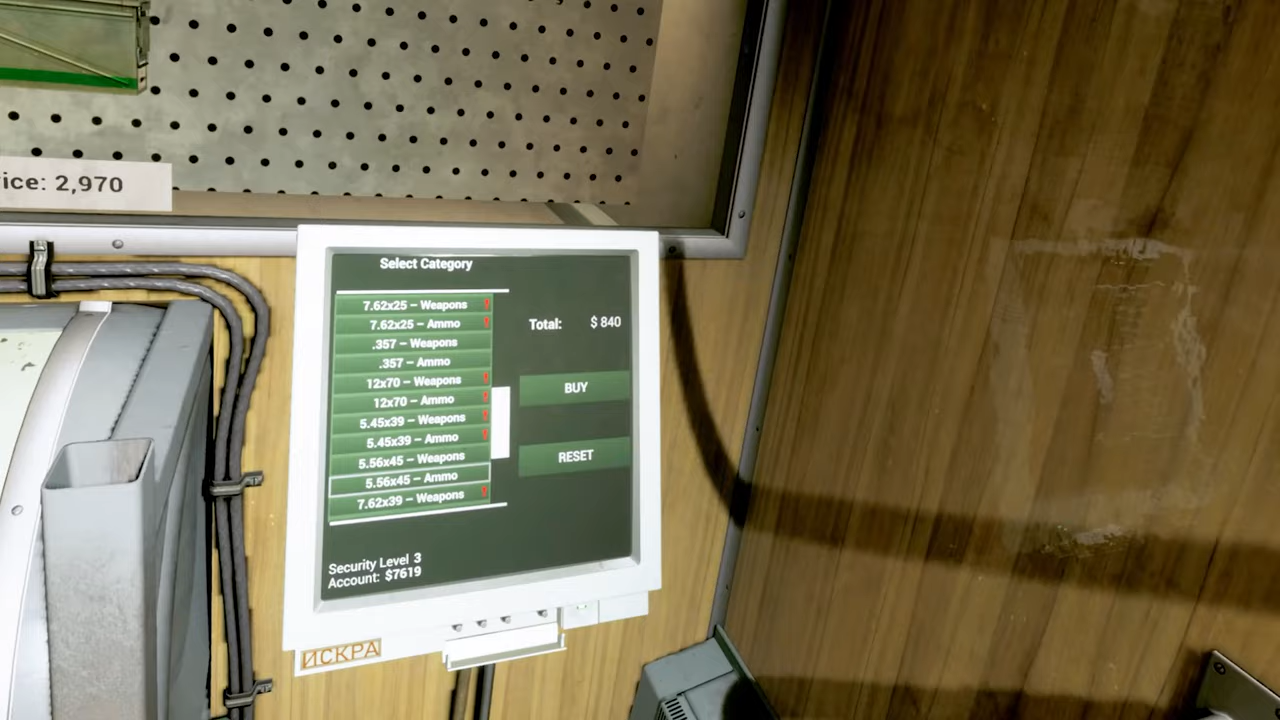 ice: 2,970
Select Category
7.62x25 – Weapons !
7.62x25 – Ammo !
.357 – Weapons
.357 – Ammo
12x70 – Weapons !
12x70 – Ammo !
5.45x39 – Weapons !
5.45x39 – Ammo !
5.56x45 – Weapons
5.56x45 – Ammo
7.62x39 – Weapons !
Total: $ 840
BUY
RESET
Security Level 3
Account: $7619
ИСКРА